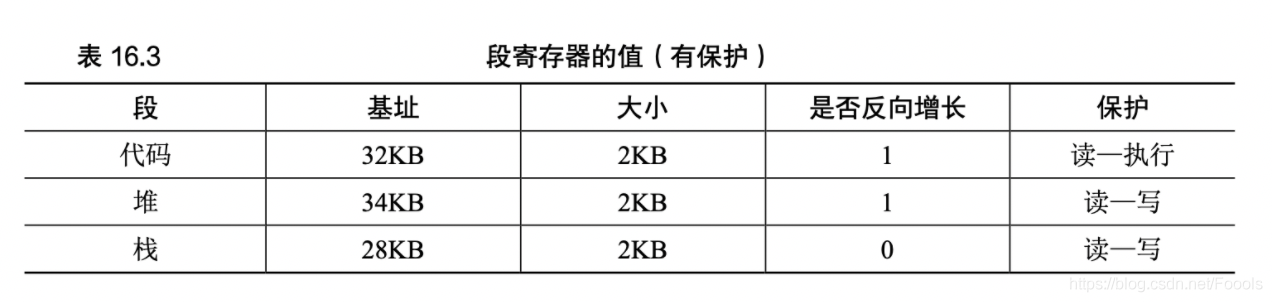 表 16.3 段寄存器的值（有保护）
段 基址 大小 是否反向增长 保护
代码 32KB 2KB 1 读—执行
堆 34KB 2KB 1 读—写
栈 28KB 2KB 0 读—写
https://blog.csdn.net/Foools